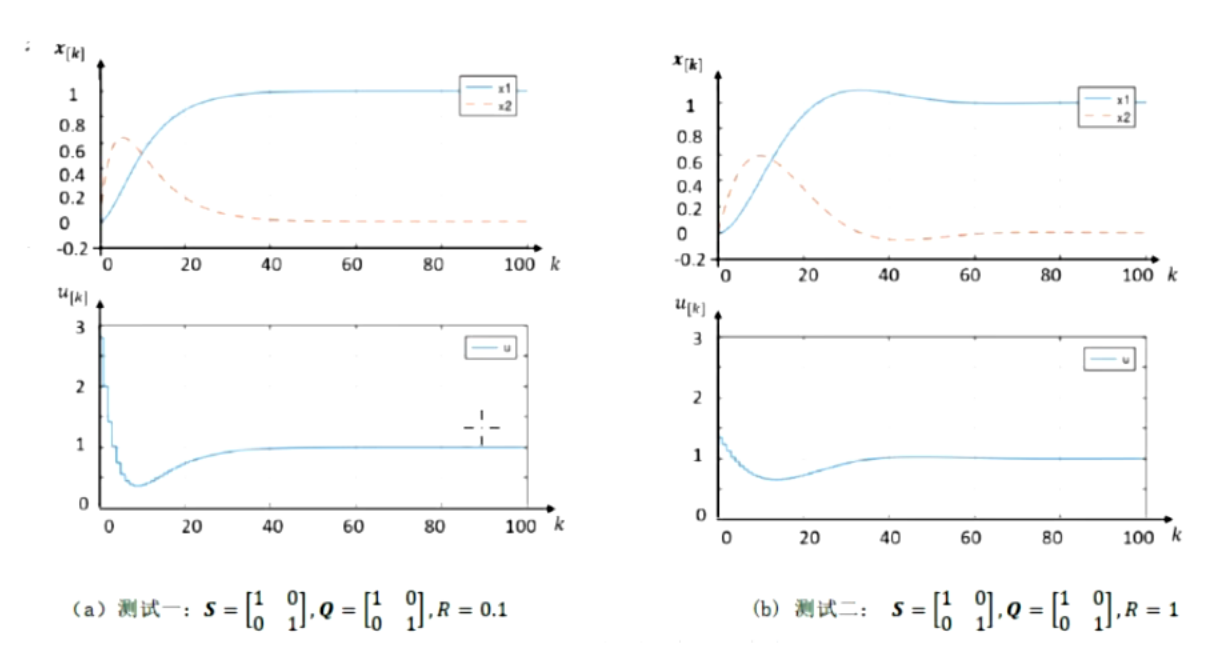 x[k]
1
0.8
0.6
0.4
0.2
0
-0.2
0 20 40 60 80 100 k
x1
x2
u[k]
3
2
1
0
0 20 40 60 80 100 k
u
(a) 测试一: S = [1 0 0 1], Q = [1 0 0 1], R = 0.1
x[k]
1
0.8
0.6
0.4
0.2
0
-0.2
0 20 40 60 80 100 k
x1
x2
u[k]
3
2
1
0
0 20 40 60 80 100 k
u
(b) 测试二: S = [1 0 0 1], Q = [1 0 0 1], R = 1